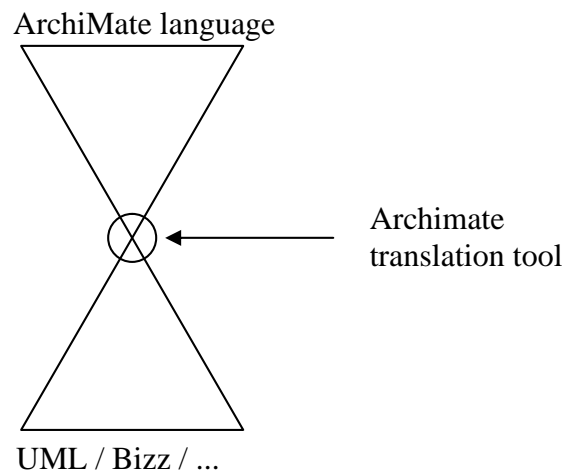 ArchiMate language
Archimate
translation tool
UML / Bizz / ...